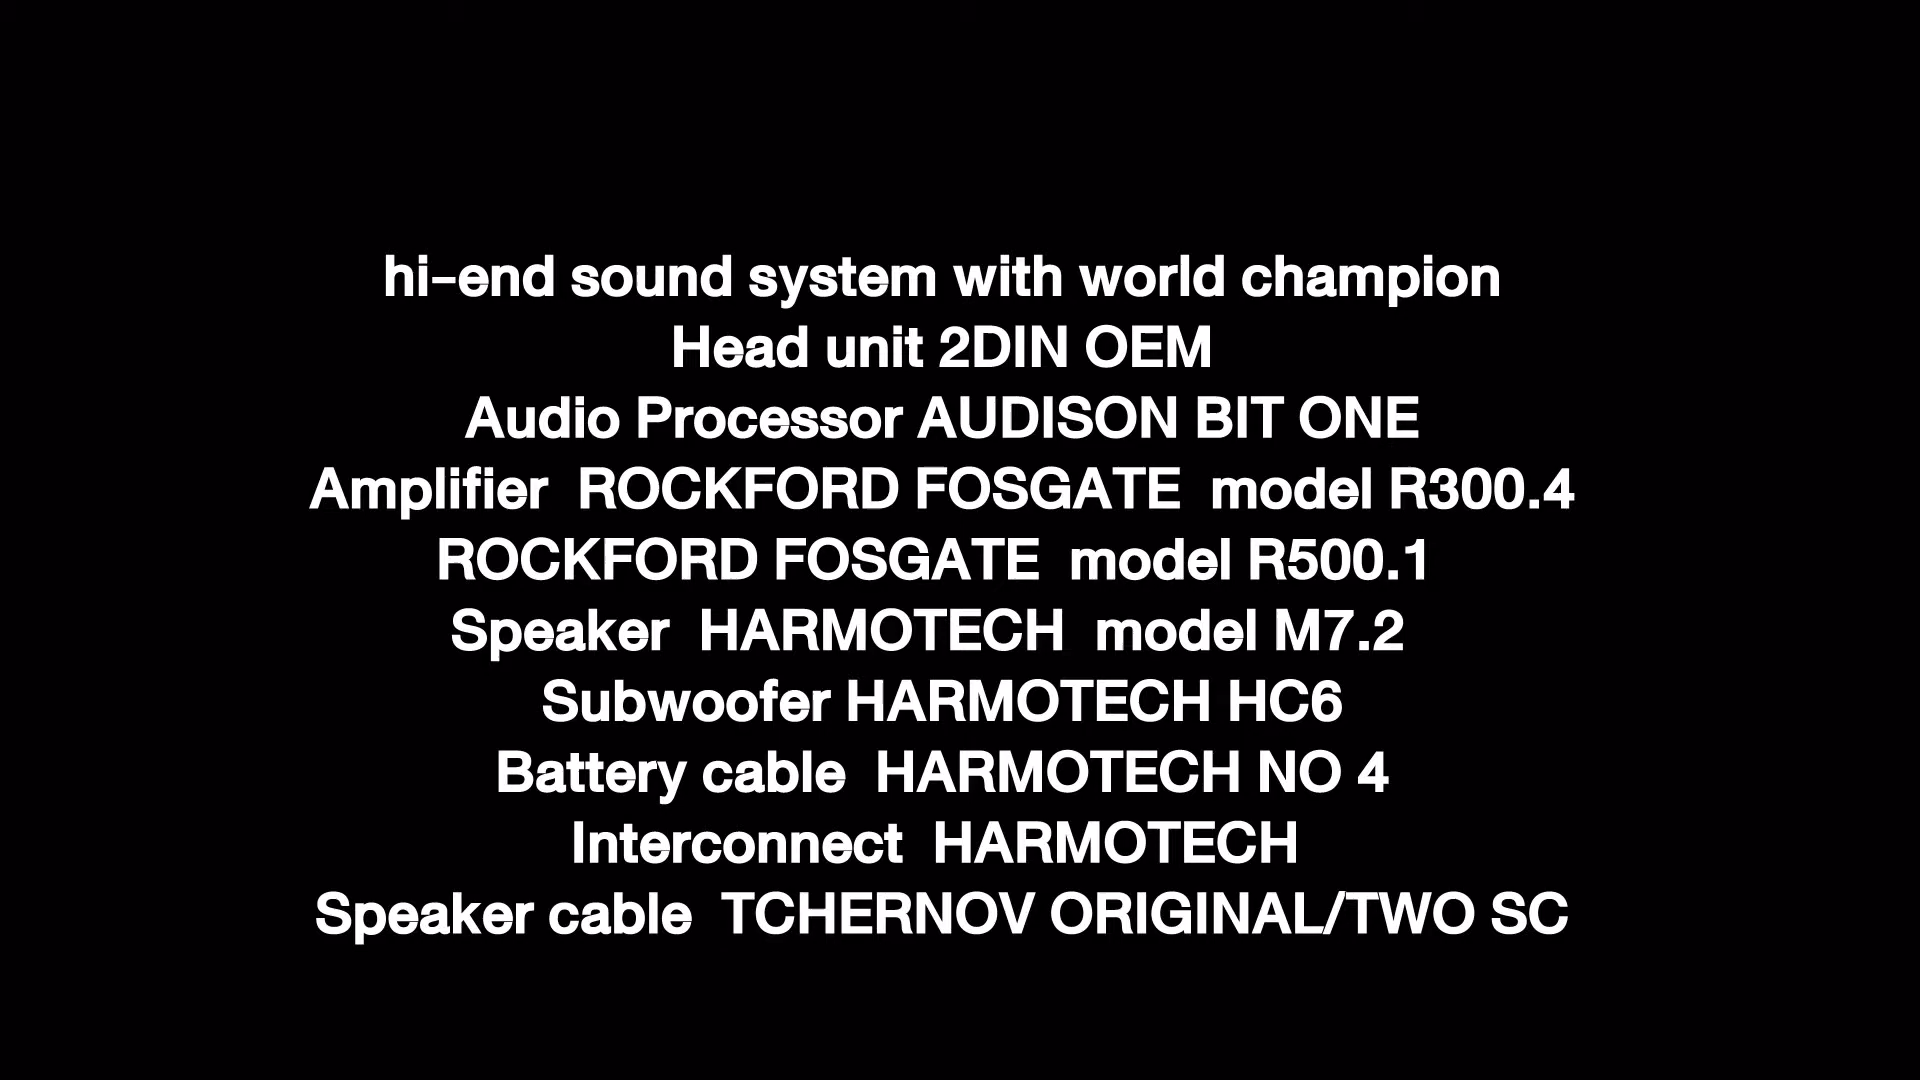 hi-end sound system with world champion
Head unit 2DIN OEM
Audio Processor AUDISON BIT ONE
Amplifier  ROCKFORD FOSGATE  model R300.4
ROCKFORD FOSGATE  model R500.1
Speaker  HARMOTECH  model M7.2
Subwoofer HARMOTECH HC6
Battery cable  HARMOTECH NO 4
Interconnect  HARMOTECH
Speaker cable  TCHERNOV ORIGINAL/TWO SC